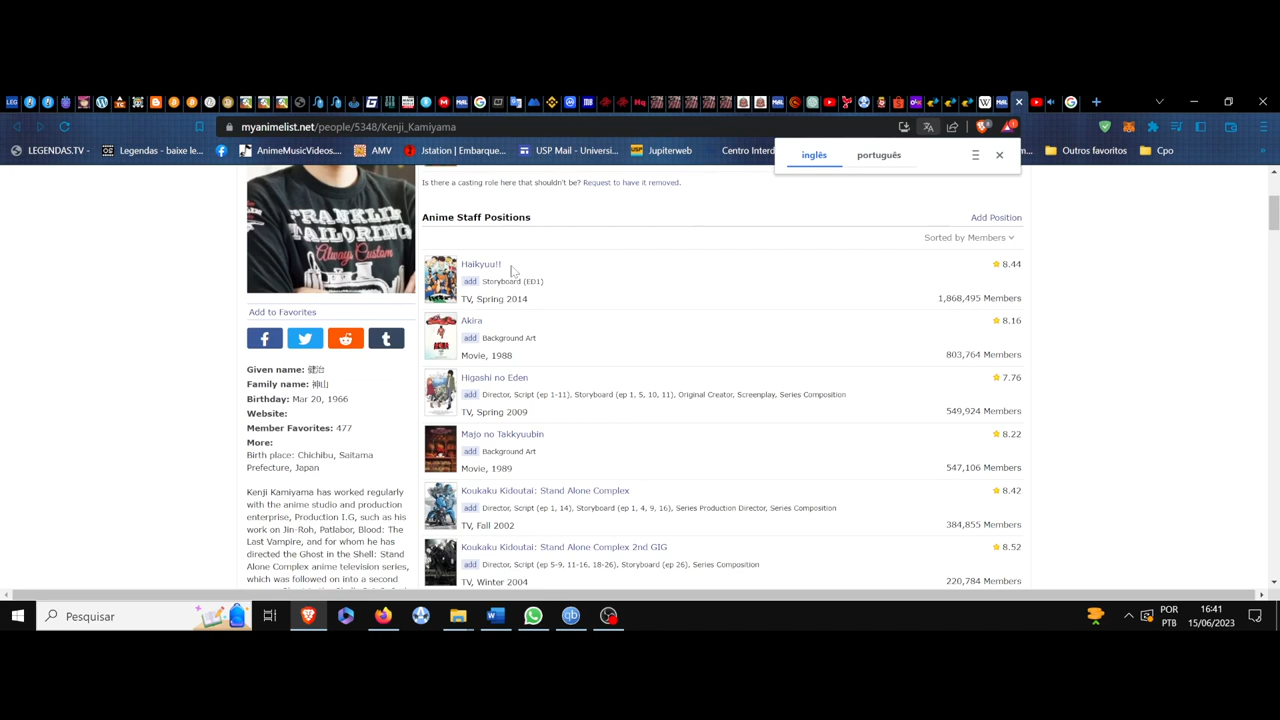 myanimelist.net/people/5348/Kenji_Kamiyama
LEGENDAS.TV
Legendas - baixe le...
AnimeMusicVideos....
AMV
Jstation | Embarque...
USP Mail - Universi...
Jupiterweb
Centro Interd
inglês
português
Outros favoritos
Cpo
Is there a casting role here that shouldn't be? Request to have it removed.
Anime Staff Positions
Add Position
Sorted by Members
FRANKLIN
TAILORING
Always Custom
Haikyuu!!
8.44
add Storyboard (ED1)
TV, Spring 2014
1,868,495 Members
Akira
8.16
add Background Art
Movie, 1988
803,764 Members
Higashi no Eden
7.76
add Director, Script (ep 1-11), Storyboard (ep 1, 5, 10, 11), Original Creator, Screenplay, Series Composition
TV, Spring 2009
549,924 Members
Majo no Takkyuubin
8.22
add Background Art
Movie, 1989
547,106 Members
Koukaku Kidoutai: Stand Alone Complex
8.42
add Director, Script (ep 1, 14), Storyboard (ep 1, 4, 9, 16), Series Production Director, Series Composition
TV, Fall 2002
384,855 Members
Koukaku Kidoutai: Stand Alone Complex 2nd GIG
8.52
add Director, Script (ep 5-9, 11-16, 18-26), Storyboard (ep 26), Series Composition
TV, Winter 2004
220,784 Members
Add to Favorites
Given name: 健治
Family name: 神山
Birthday: Mar 20, 1966
Website:
Member Favorites: 477
More:
Birth place: Chichibu, Saitama
Prefecture, Japan
Kenji Kamiyama has worked regularly
with the anime studio and production
enterprise, Production I.G, such as his
work on Jin-Roh, Patlabor, Blood: The
Last Vampire, and for whom he has
directed the Ghost in the Shell: Stand
Alone Complex anime television series,
which was followed on into a second
Pesquisar
POR
PTB
16:41
15/06/2023